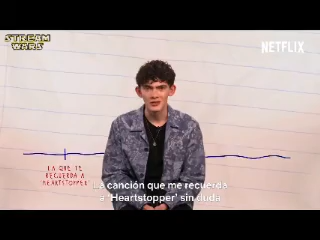 STREAM
WARS
NETFLIX
LA QUE TE
RECUERDA A
"HEARTSTOPPER"
La canción que me recuerda
a 'Heartstopper' sin duda